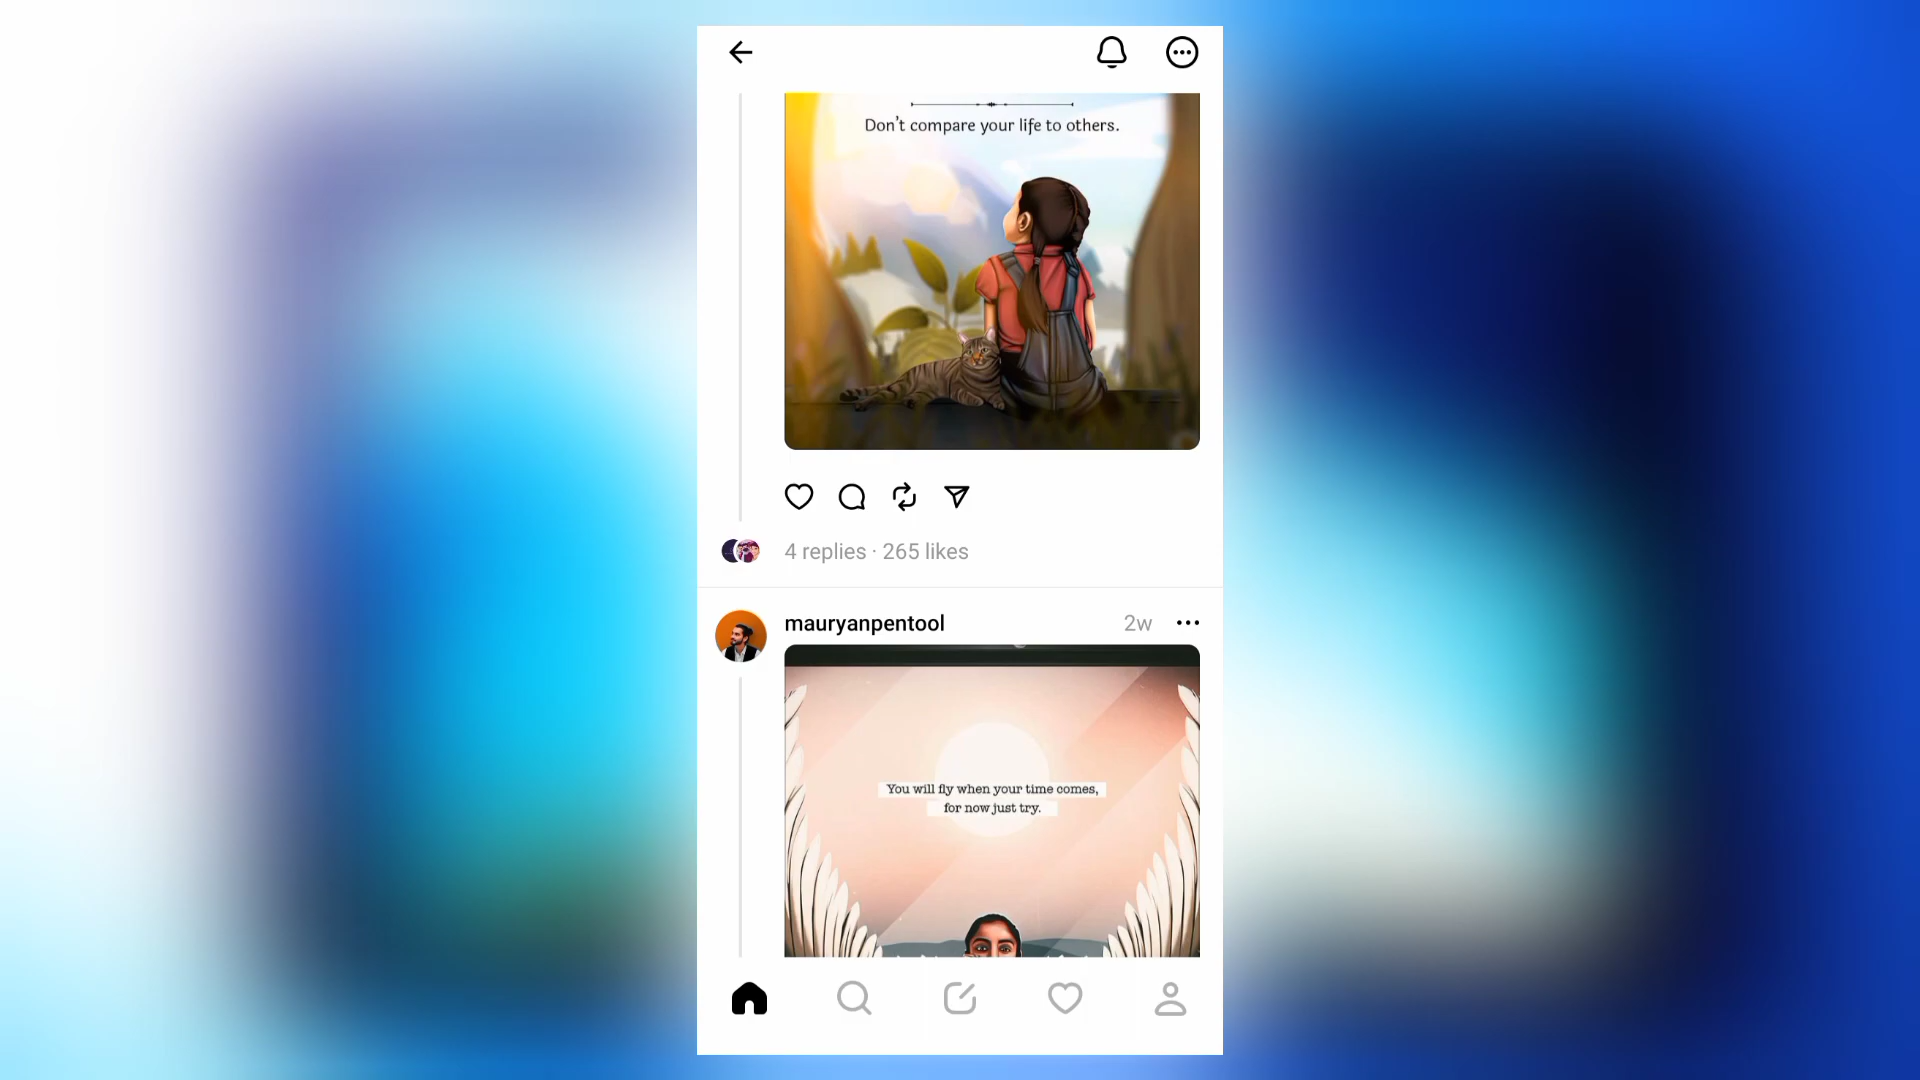 Don't compare your life to others.
4 replies · 265 likes
mauryanpentool 2w
You will fly when your time comes,
for now just try.